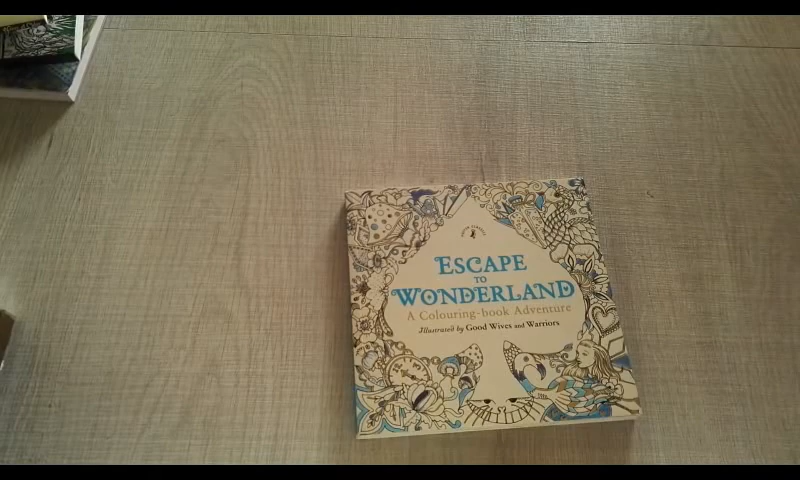 ESCAPE
TO
WONDERLAND
A Colouring-book Adventure
Illustrated by Good Wives and Warriors